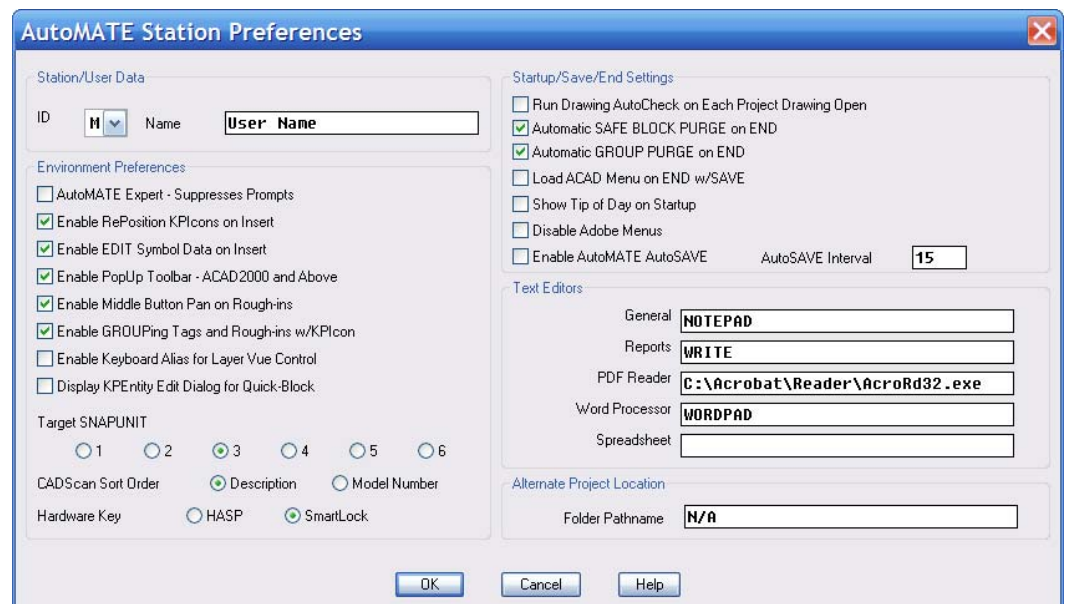 AutoMATE Station Preferences
Station/User Data
ID M Name User Name
Environment Preferences
AutoMATE Expert - Suppresses Prompts
Enable RePosition KPIcons on Insert
Enable EDIT Symbol Data on Insert
Enable PopUp Toolbar - ACAD2000 and Above
Enable Middle Button Pan on Rough-ins
Enable GROUPing Tags and Rough-ins w/KPIcon
Enable Keyboard Alias for Layer Vue Control
Display KPEntity Edit Dialog for Quick-Block
Target SNAPUNIT
1 2 3 4 5 6
CADScan Sort Order Description Model Number
Hardware Key HASP SmartLock
Startup/Save/End Settings
Run Drawing AutoCheck on Each Project Drawing Open
Automatic SAFE BLOCK PURGE on END
Automatic GROUP PURGE on END
Load ACAD Menu on END w/SAVE
Show Tip of Day on Startup
Disable Adobe Menus
Enable AutoMATE AutoSAVE AutoSAVE Interval 15
Text Editors
General NOTEPAD
Reports WRITE
PDF Reader C:\Acrobat\Reader\AcroRd32.exe
Word Processor WORDPAD
Spreadsheet
Alternate Project Location
Folder Pathname N/A
OK Cancel Help